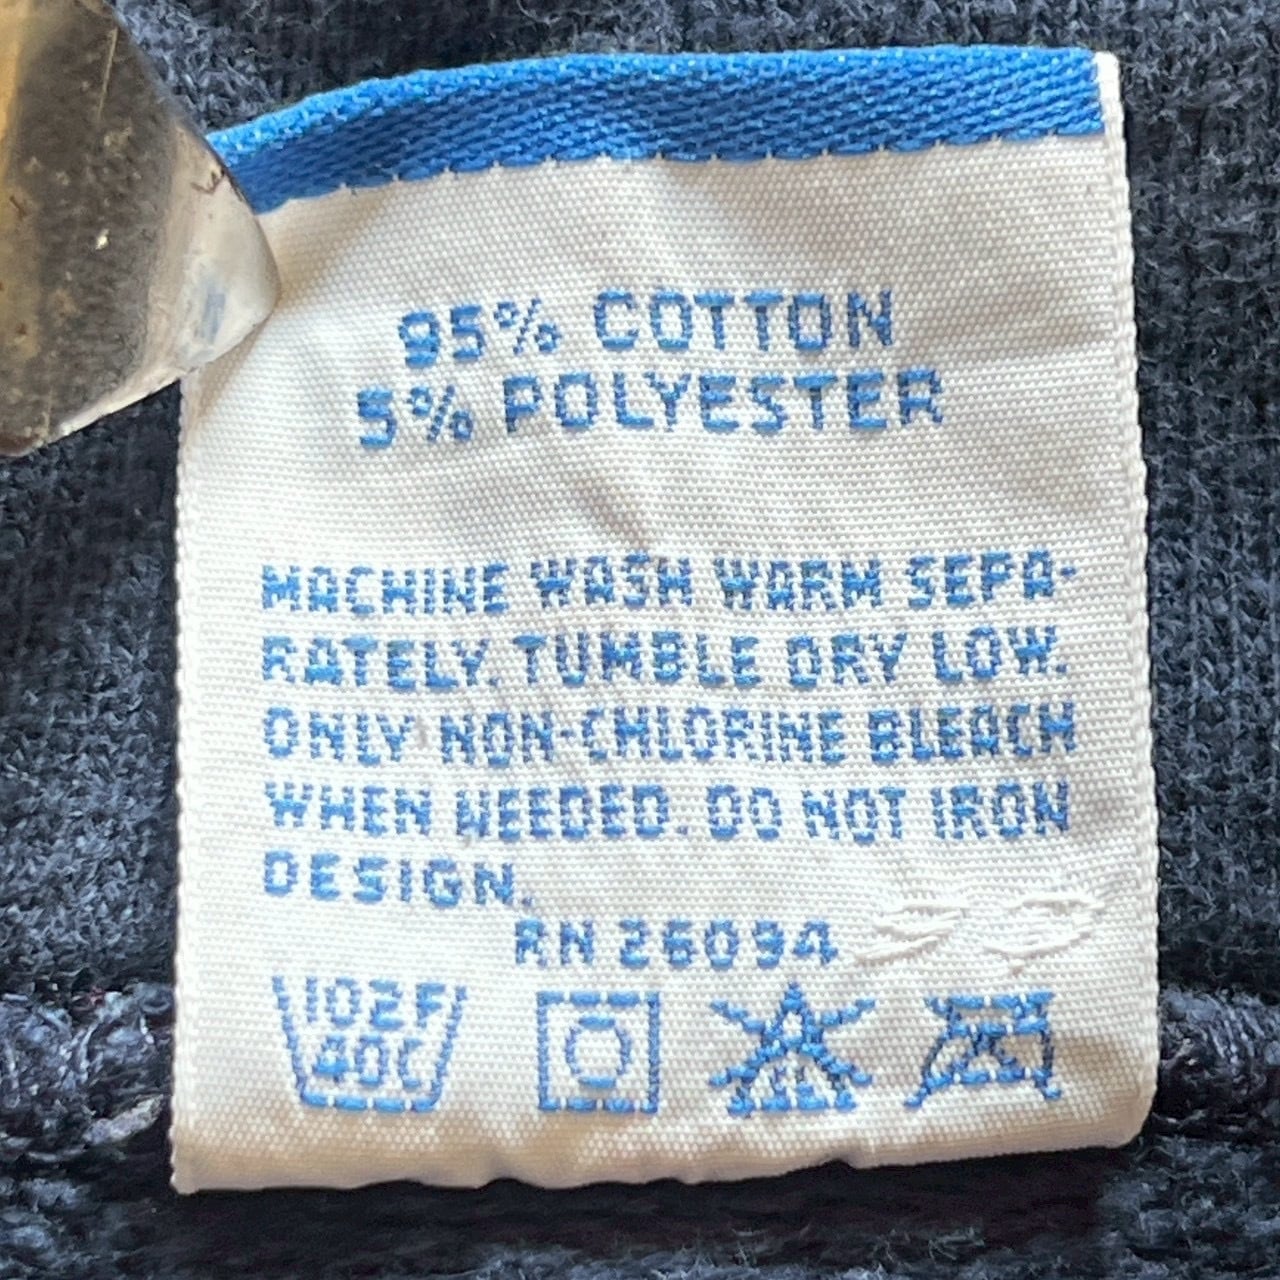 95% COTTON
5% POLYESTER
MACHINE WASH WARM SEPA-
RATELY. TUMBLE DRY LOW.
ONLY NON-CHLORINE BLEACH
WHEN NEEDED. DO NOT IRON
DESIGN.
RN 26094
102F
40C
CL